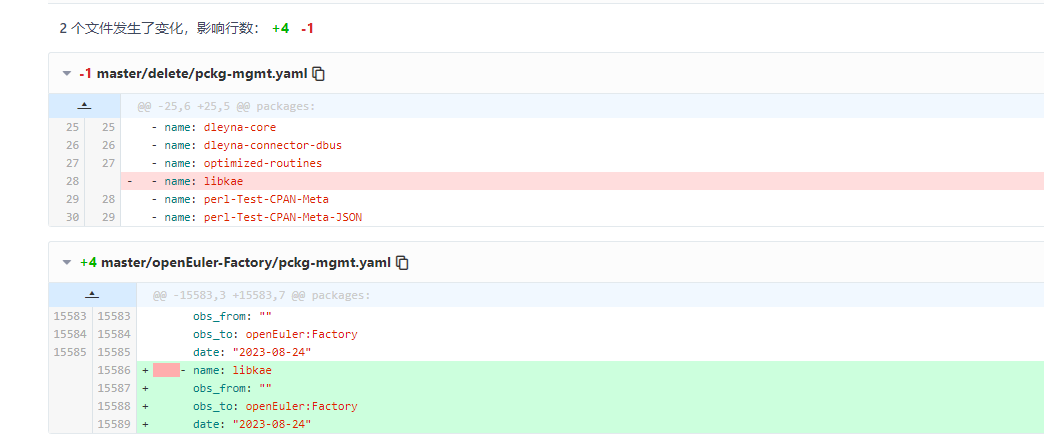 2 个文件发生了变化，影响行数： +4 -1
-1 master/delete/pckg-mgmt.yaml
@@ -25,6 +25,5 @@ packages:
25 25 - name: dleyna-core
26 26 - name: dleyna-connector-dbus
27 27 - name: optimized-routines
28 - - name: libkae
29 28 - name: perl-Test-CPAN-Meta
30 29 - name: perl-Test-CPAN-Meta-JSON
+4 master/openEuler-Factory/pckg-mgmt.yaml
@@ -15583,3 +15583,7 @@ packages:
15583 15583 obs_from: ""
15584 15584 obs_to: openEuler:Factory
15585 15585 date: "2023-08-24"
15586 + - name: libkae
15587 + obs_from: ""
15588 + obs_to: openEuler:Factory
15589 + date: "2023-08-24"